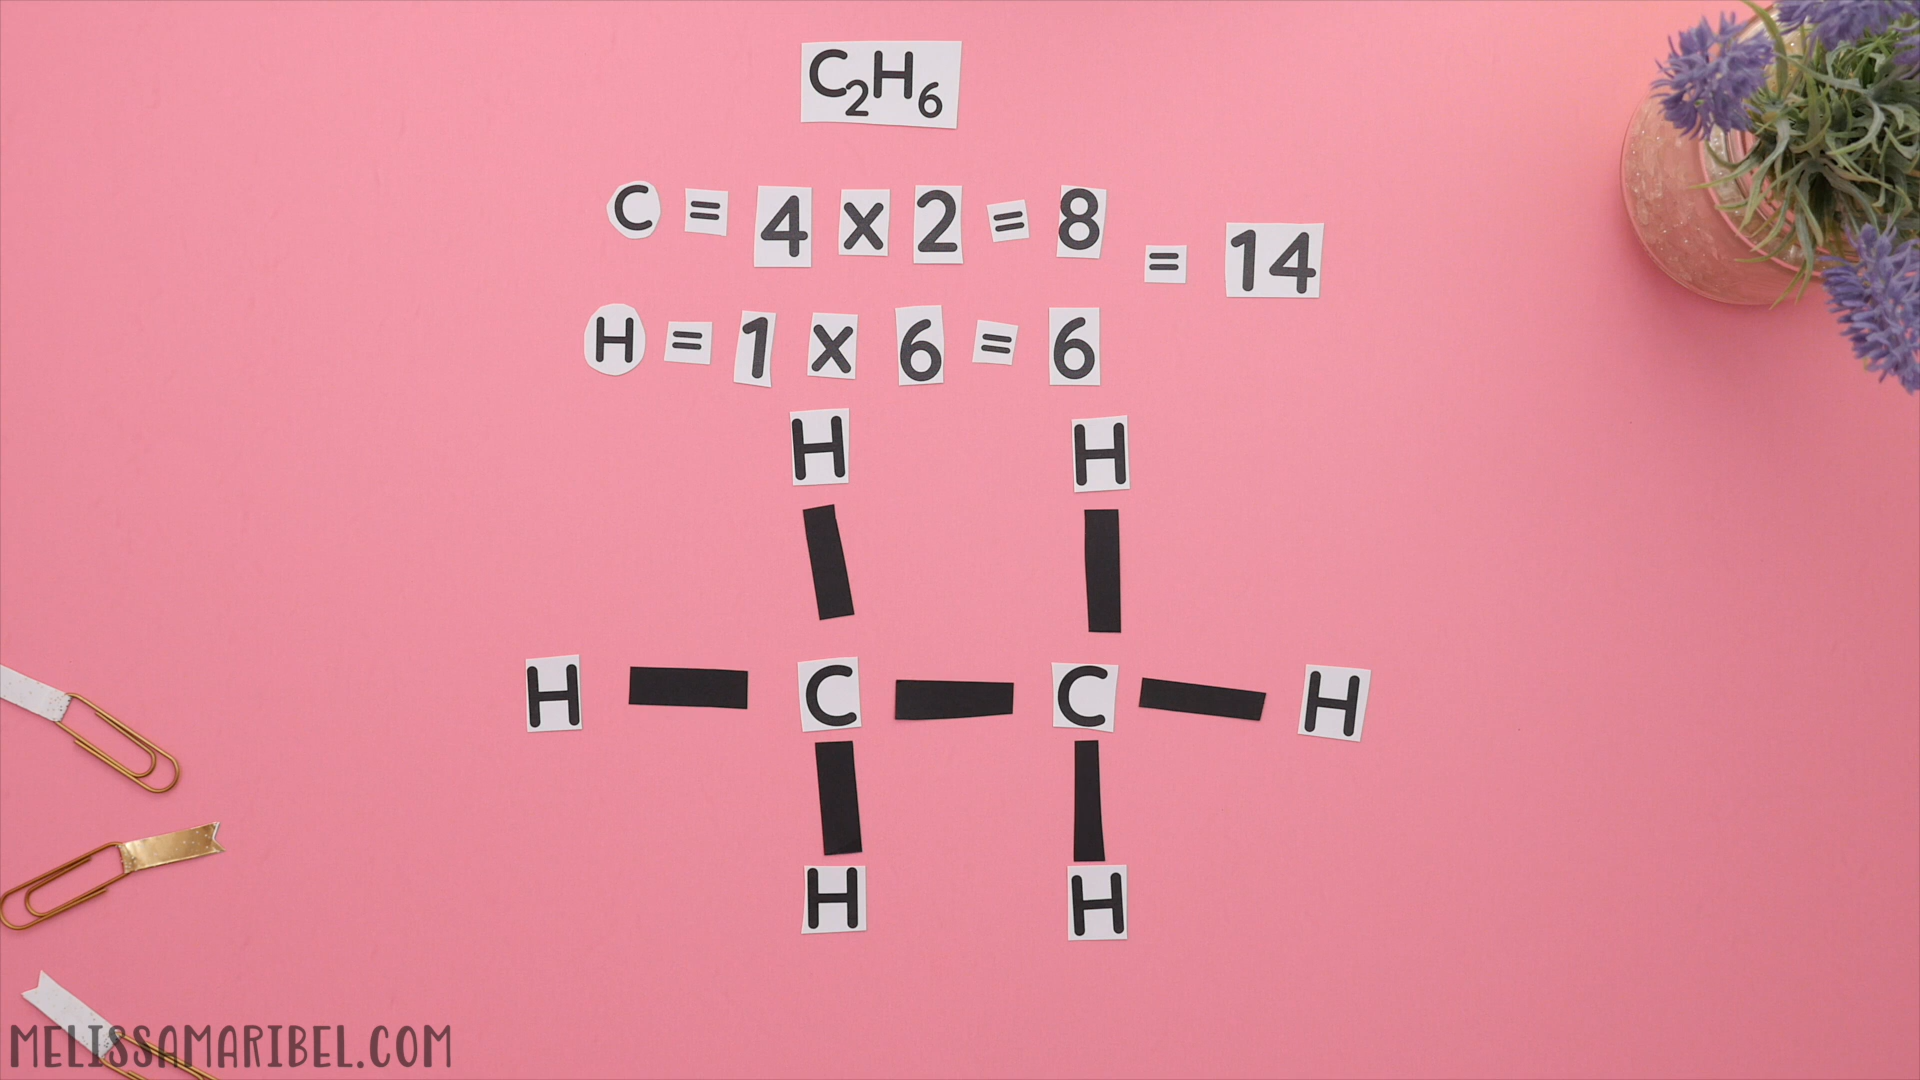 C₂H₆
C = 4 x 2 = 8
= 14
H = 1 x 6 = 6
H H
H C C H
H H
MELISSAMARIBEL.COM